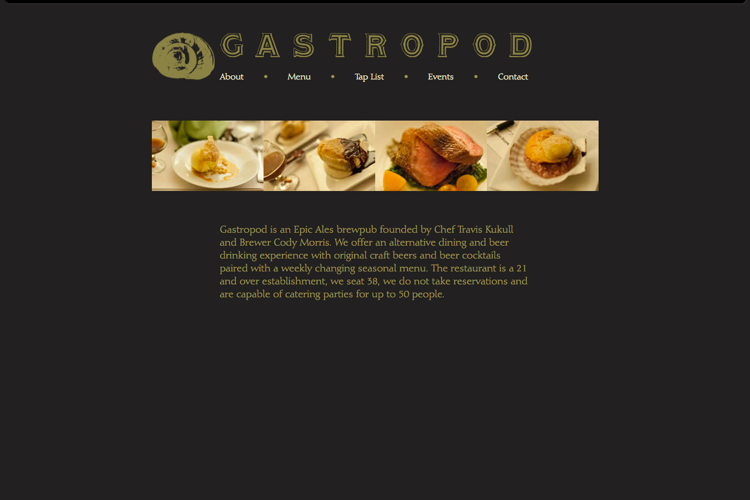 GASTROPOD
About • Menu • Tap List • Events • Contact
Gastropod is an Epic Ales brewpub founded by Chef Travis Kukull
and Brewer Cody Morris. We offer an alternative dining and beer
drinking experience with original craft beers and beer cocktails
paired with a weekly changing seasonal menu. The restaurant is a 21
and over establishment, we seat 38, we do not take reservations and
are capable of catering parties for up to 50 people.